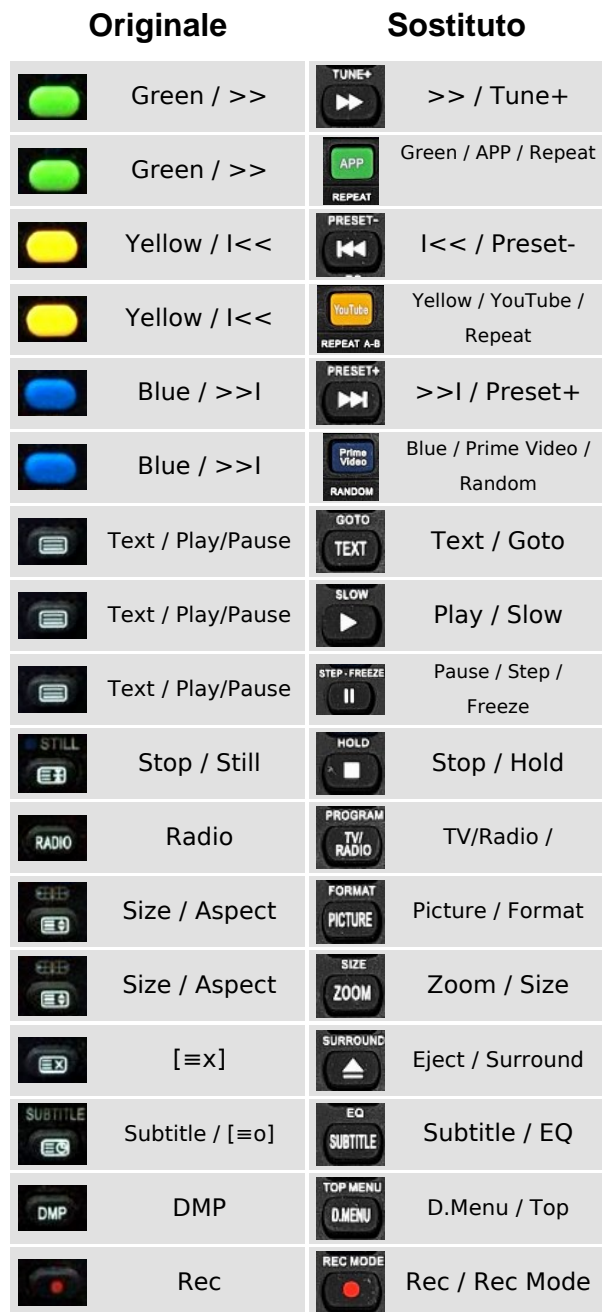 Originale Sostituto
Green / >> TUNE+ >> / Tune+
Green / >> APP REPEAT Green / APP / Repeat
Yellow / I<< PRESET- I<< / Preset-
Yellow / I<< YouTube REPEAT A-B Yellow / YouTube /
Repeat
Blue / >>I PRESET+ >>I / Preset+
Blue / >>I Prime Video RANDOM Blue / Prime Video /
Random
Text / Play/Pause GOTO TEXT Text / Goto
Text / Play/Pause SLOW Play / Slow
Text / Play/Pause STEP-FREEZE Pause / Step /
Freeze
STILL Stop / Still HOLD Stop / Hold
RADIO Radio PROGRAM TV/ RADIO TV/Radio /
Size / Aspect FORMAT PICTURE Picture / Format
Size / Aspect SIZE ZOOM Zoom / Size
[≡x] SURROUND Eject / Surround
SUBTITLE Subtitle / [≡o] EQ SUBTITLE Subtitle / EQ
DMP DMP TOP MENU D.MENU D.Menu / Top
Rec REC MODE Rec / Rec Mode